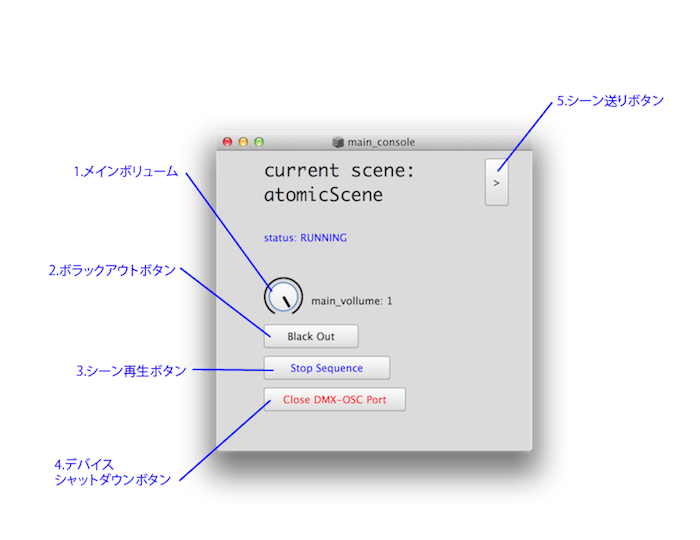 5.シーン送りボタン
main_console
1.メインボリューム
current scene:
atomicScene
>
status: RUNNING
2.ボラックアウトボタン
main_vollume: 1
Black Out
3.シーン再生ボタン
Stop Sequence
Close DMX-OSC Port
4.デバイス
シャットダウンボタン